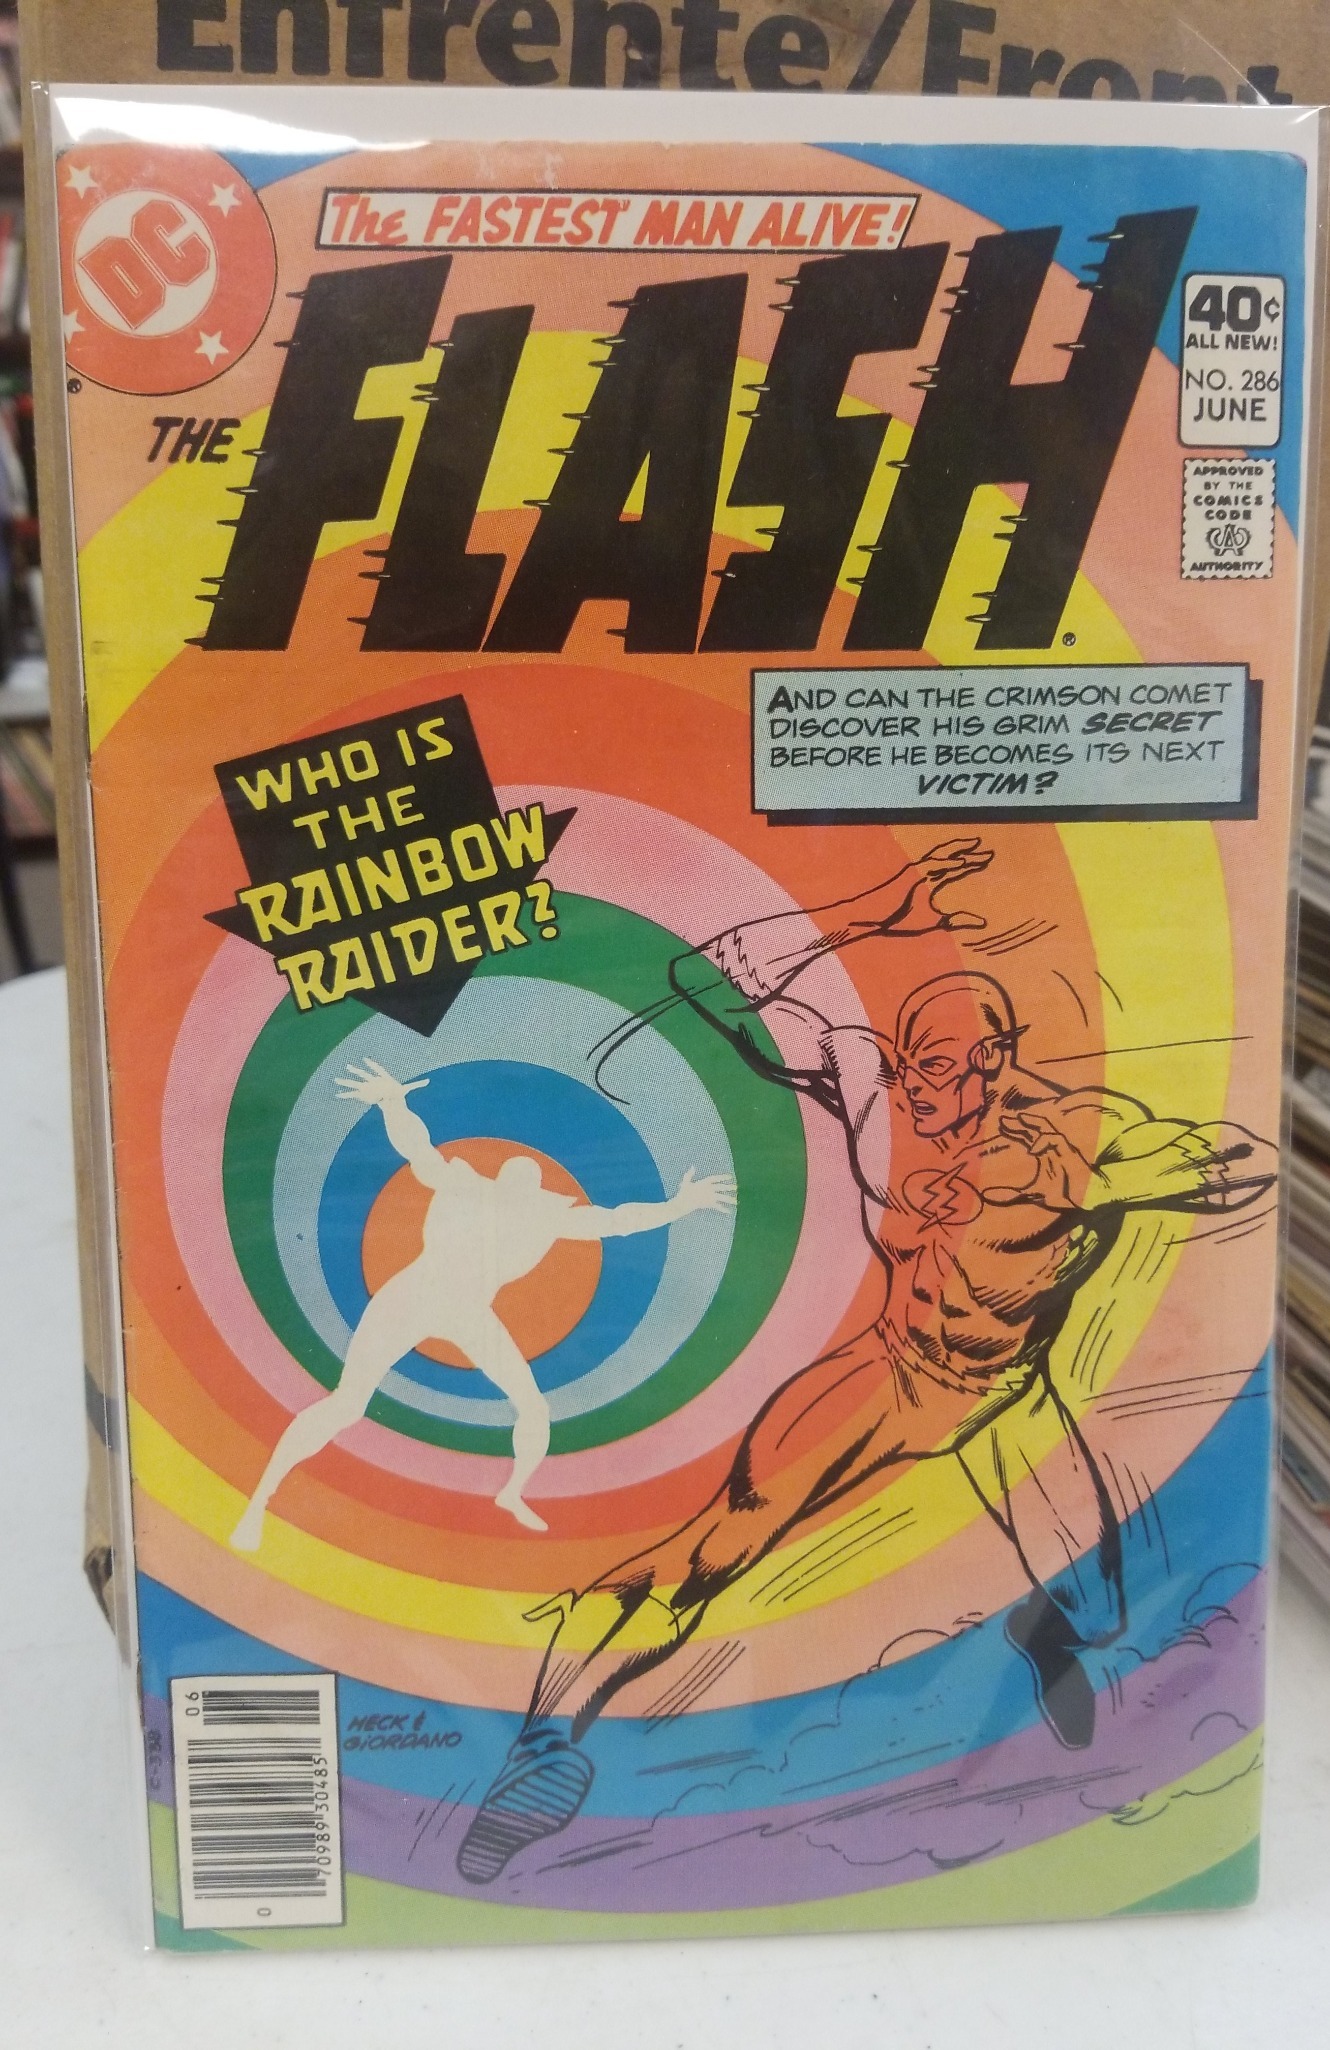 Enfrente/Front
DC
The FASTEST MAN ALIVE!
THE FLASH
®
®
40¢
ALL NEW!
NO. 286
JUNE
APPROVED
BY THE
COMICS
CODE
CA
AUTHORITY
AND CAN THE CRIMSON COMET
DISCOVER HIS GRIM SECRET
BEFORE HE BECOMES ITS NEXT
VICTIM?
WHO IS
THE
RAINBOW
RAIDER?
HECK &
GIORDANO
06
70989 30485
0